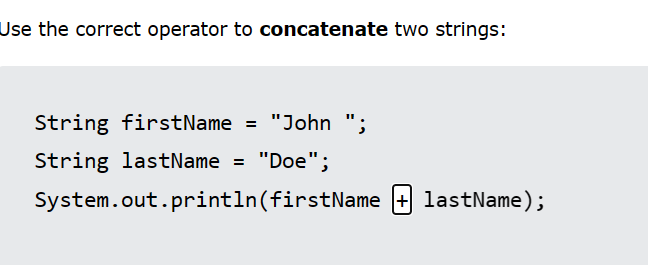 Use the correct operator to concatenate two strings:
String firstName = "John ";
String lastName = "Doe";
System.out.println(firstName + lastName);